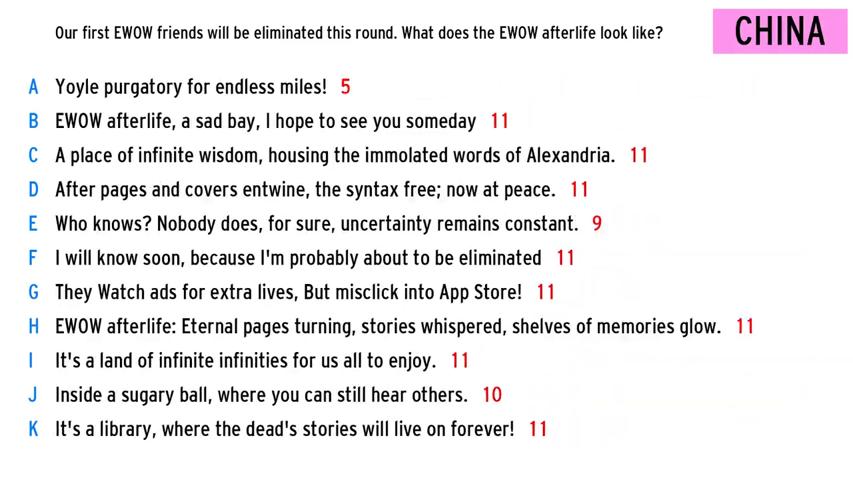 Our first EWOW friends will be eliminated this round. What does the EWOW afterlife look like?
CHINA
A Yoyle purgatory for endless miles! 5
B EWOW afterlife, a sad bay, I hope to see you someday 11
C A place of infinite wisdom, housing the immolated words of Alexandria. 11
D After pages and covers entwine, the syntax free; now at peace. 11
E Who knows? Nobody does, for sure, uncertainty remains constant. 9
F I will know soon, because I'm probably about to be eliminated 11
G They Watch ads for extra lives, But misclick into App Store! 11
H EWOW afterlife: Eternal pages turning, stories whispered, shelves of memories glow. 11
I It's a land of infinite infinities for us all to enjoy. 11
J Inside a sugary ball, where you can still hear others. 10
K It's a library, where the dead's stories will live on forever! 11